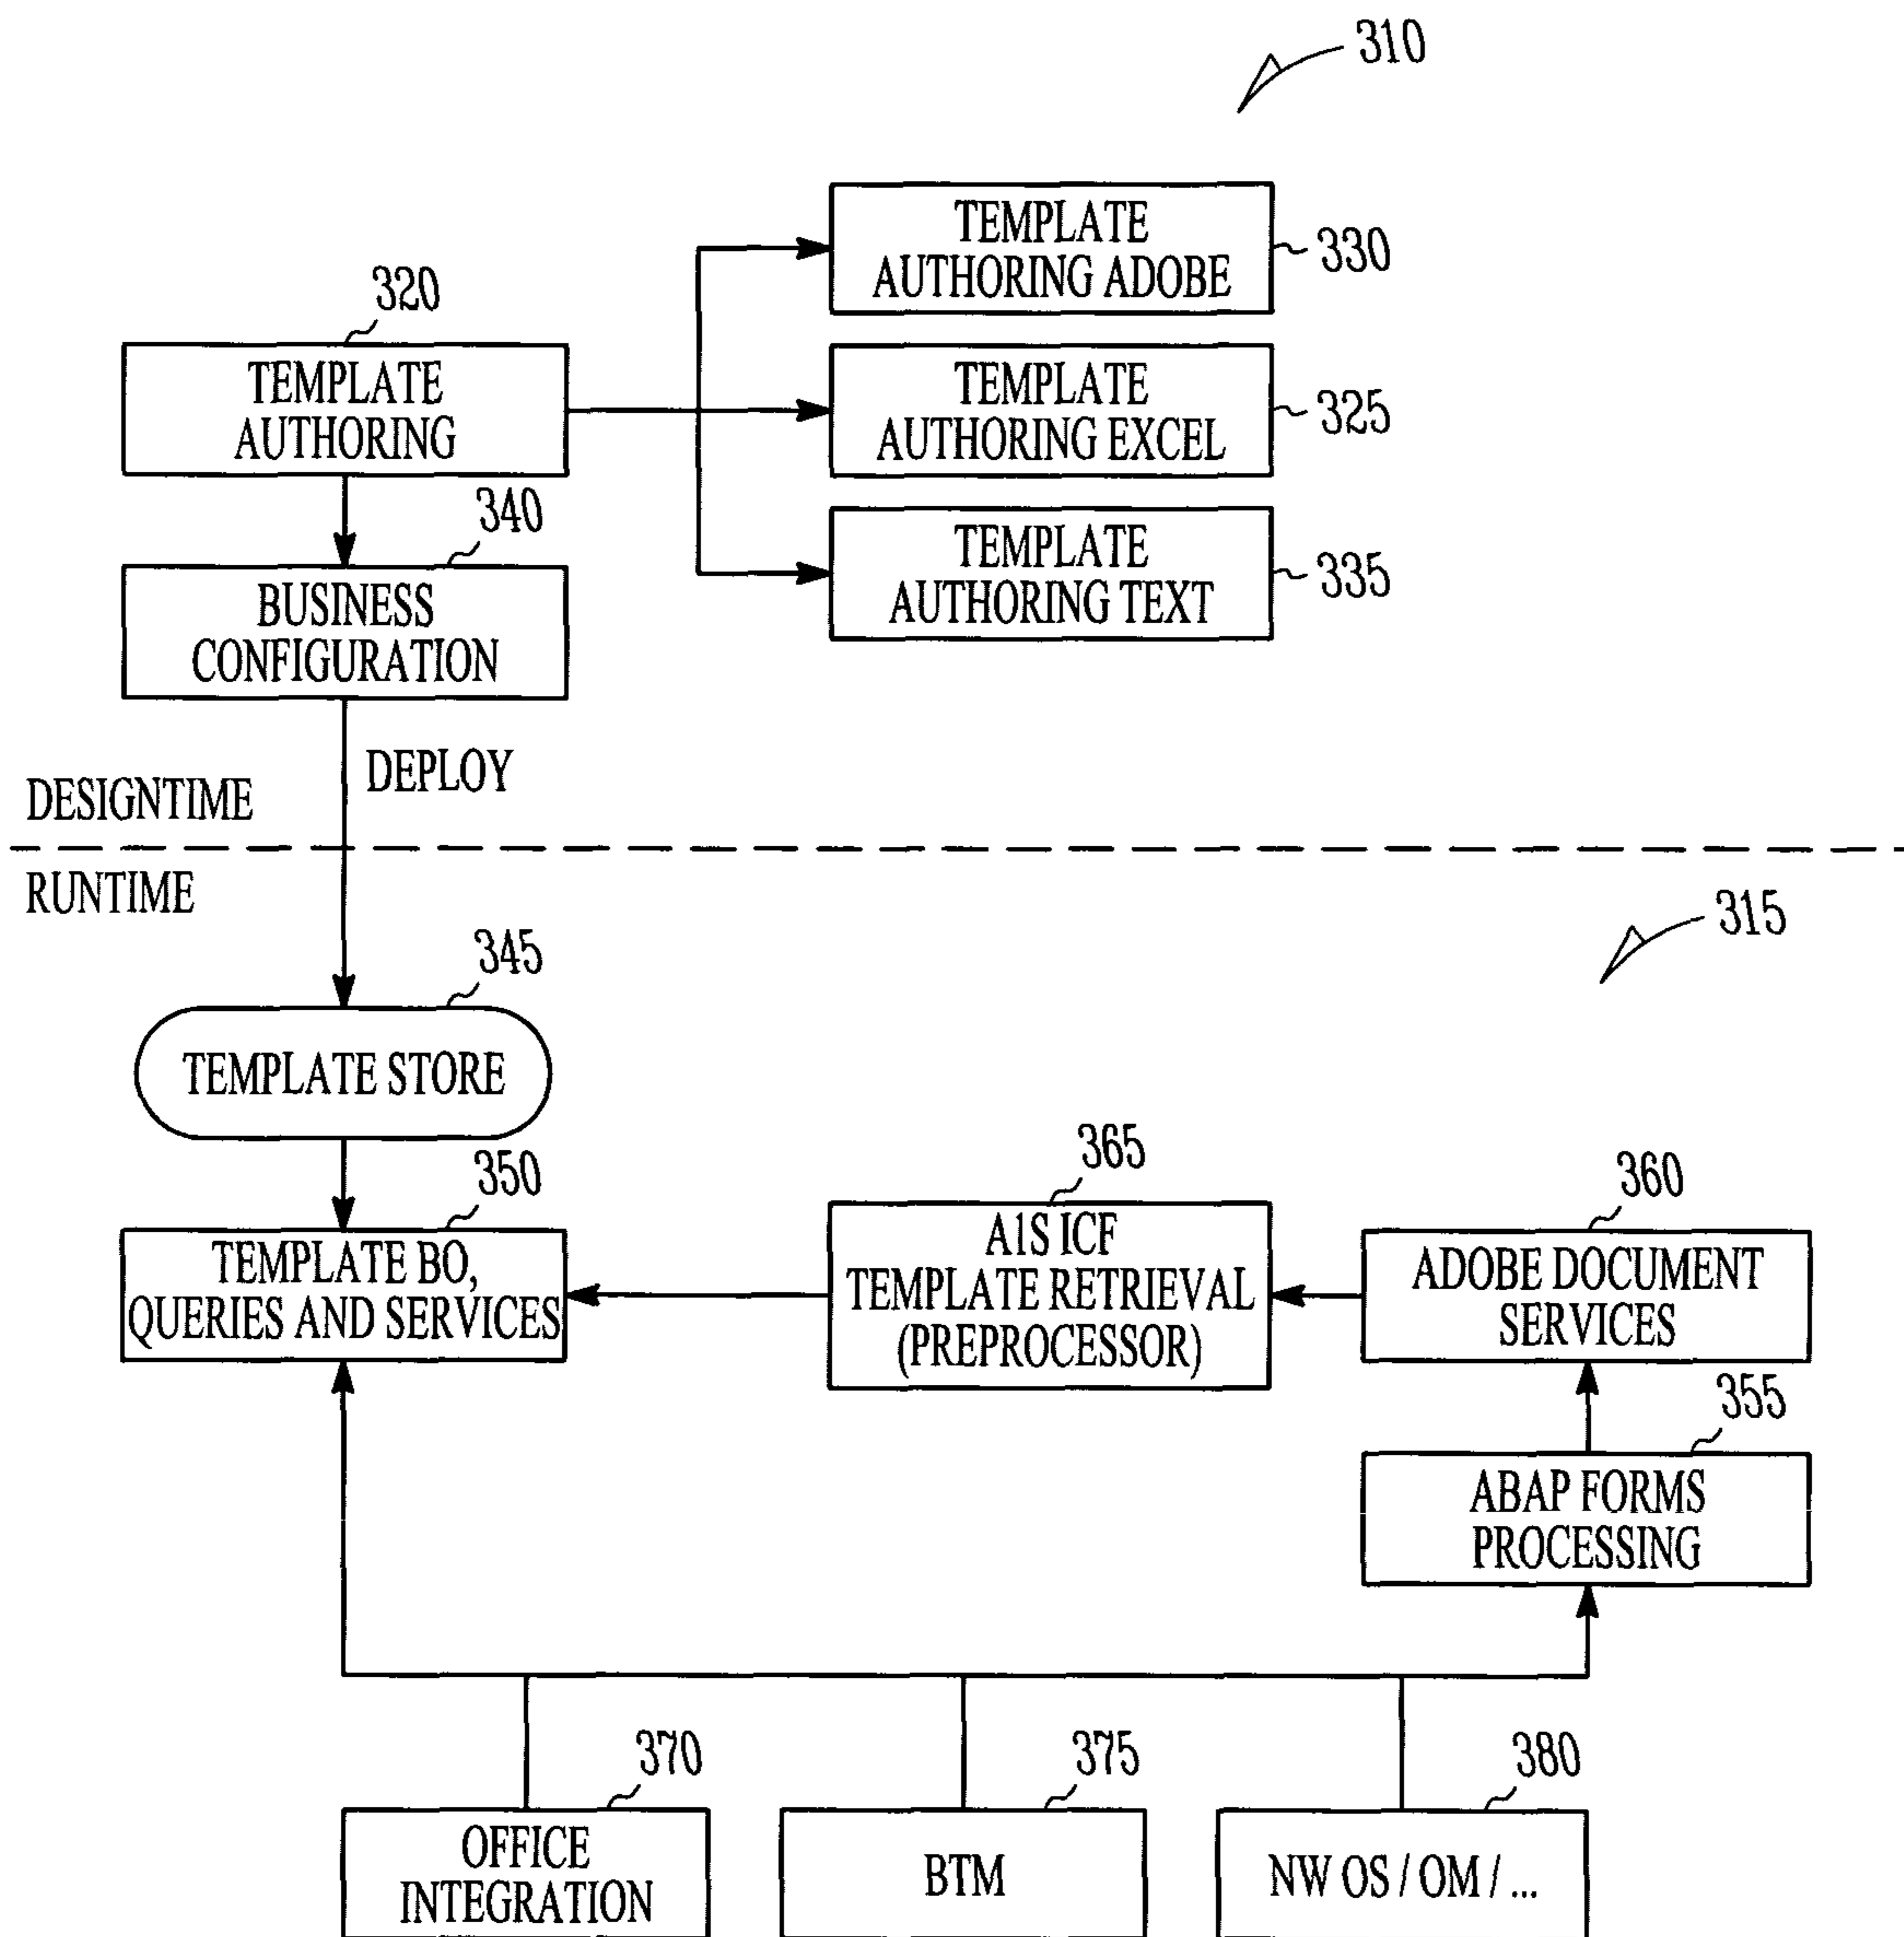 310
TEMPLATE
AUTHORING ADOBE
330
320
TEMPLATE
AUTHORING
TEMPLATE
AUTHORING EXCEL
325
340
TEMPLATE
AUTHORING TEXT
335
BUSINESS
CONFIGURATION
DEPLOY
DESIGNTIME
RUNTIME
315
345
TEMPLATE STORE
350
TEMPLATE BO,
QUERIES AND SERVICES
365
A1S ICF
TEMPLATE RETRIEVAL
(PREPROCESSOR)
360
ADOBE DOCUMENT
SERVICES
355
ABAP FORMS
PROCESSING
370
OFFICE
INTEGRATION
375
BTM
380
NW OS / OM / ...